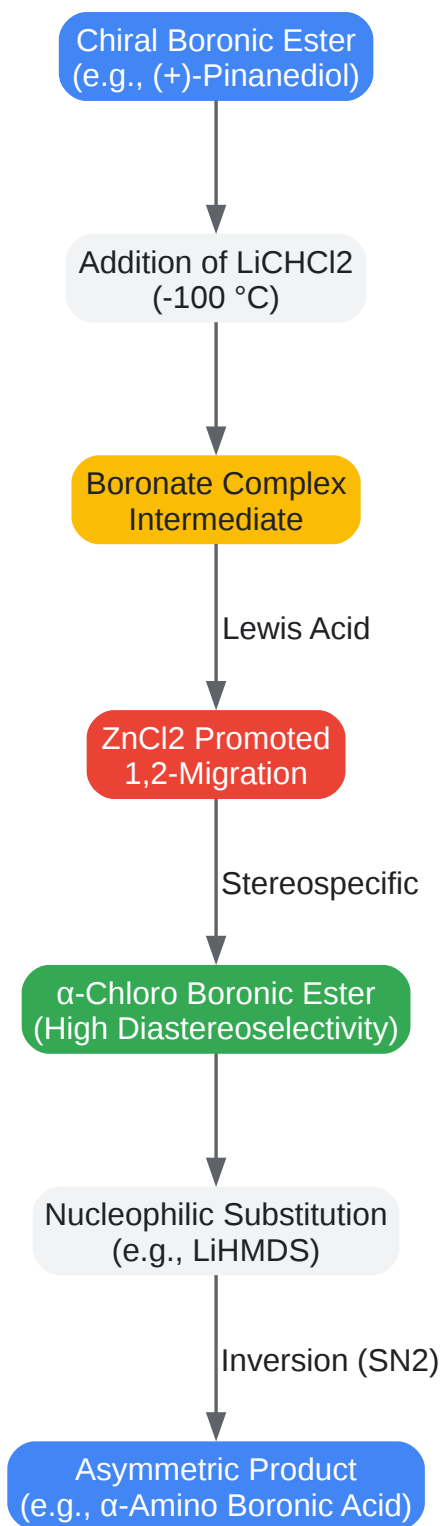 Chiral Boronic Ester
(e.g., (+)-Pinanediol)
Addition of LiCHCl2
(-100 °C)
Boronate Complex
Intermediate
Lewis Acid
ZnCl2 Promoted
1,2-Migration
Stereospecific
α-Chloro Boronic Ester
(High Diastereoselectivity)
Nucleophilic Substitution
(e.g., LiHMDS)
Inversion (SN2)
Asymmetric Product
(e.g., α-Amino Boronic Acid)